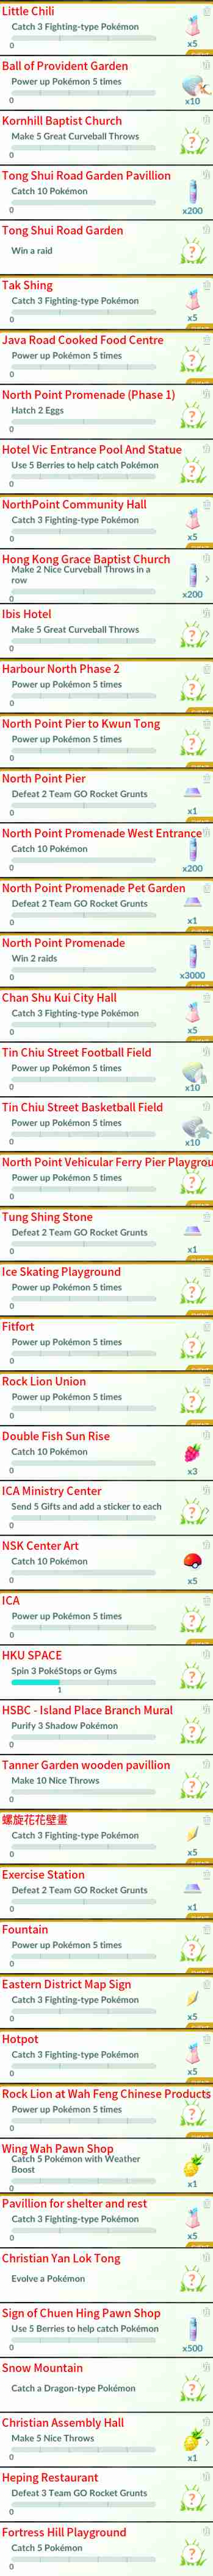 Little Chili
Catch 3 Fighting-type Pokémon
0
x5
Ball of Provident Garden
Power up Pokémon 5 times
0
x10
Kornhill Baptist Church
Make 5 Great Curveball Throws
0
?
Tong Shui Road Garden Pavillion
Catch 10 Pokémon
0
x200
Tong Shui Road Garden
Win a raid
?
Tak Shing
Catch 3 Fighting-type Pokémon
0
x5
Java Road Cooked Food Centre
Power up Pokémon 5 times
0
?
North Point Promenade (Phase 1)
Hatch 2 Eggs
0
?
Hotel Vic Entrance Pool And Statue
Use 5 Berries to help catch Pokémon
0
?
NorthPoint Community Hall
Catch 3 Fighting-type Pokémon
0
x5
Hong Kong Grace Baptist Church
Make 2 Nice Curveball Throws in a
row
0
x200
Ibis Hotel
Make 5 Great Curveball Throws
0
?
Harbour North Phase 2
Power up Pokémon 5 times
0
?
North Point Pier to Kwun Tong
Power up Pokémon 5 times
0
?
North Point Pier
Defeat 2 Team GO Rocket Grunts
0
x1
North Point Promenade West Entrance
Catch 10 Pokémon
0
x200
North Point Promenade Pet Garden
Defeat 2 Team GO Rocket Grunts
0
x1
North Point Promenade
Win 2 raids
0
x3000
Chan Shu Kui City Hall
Catch 3 Fighting-type Pokémon
0
x5
Tin Chiu Street Football Field
Power up Pokémon 5 times
0
x10
Tin Chiu Street Basketball Field
Power up Pokémon 5 times
0
x10
North Point Vehicular Ferry Pier Playgrou
Power up Pokémon 5 times
0
?
Tung Shing Stone
Defeat 2 Team GO Rocket Grunts
0
x1
Ice Skating Playground
Power up Pokémon 5 times
0
?
Fitfort
Power up Pokémon 5 times
0
?
Rock Lion Union
Power up Pokémon 5 times
0
?
Double Fish Sun Rise
Catch 10 Pokémon
0
x3
ICA Ministry Center
Send 5 Gifts and add a sticker to each
0
?
NSK Center Art
Catch 10 Pokémon
0
x5
ICA
Power up Pokémon 5 times
0
?
HKU SPACE
Spin 3 PokéStops or Gyms
1
?
HSBC - Island Place Branch Mural
Purify 3 Shadow Pokémon
0
?
Tanner Garden wooden pavillion
Make 10 Nice Throws
0
?
螺旋花花壁畫
Catch 3 Fighting-type Pokémon
0
x5
Exercise Station
Defeat 2 Team GO Rocket Grunts
0
x1
Fountain
Power up Pokémon 5 times
0
?
Eastern District Map Sign
Catch 3 Fighting-type Pokémon
0
x5
Hotpot
Catch 3 Fighting-type Pokémon
0
x5
Rock Lion at Wah Feng Chinese Products
Power up Pokémon 5 times
0
?
Wing Wah Pawn Shop
Catch 5 Pokémon with Weather
Boost
0
x1
Pavillion for shelter and rest
Catch 3 Fighting-type Pokémon
0
x5
Christian Yan Lok Tong
Evolve a Pokémon
?
Sign of Chuen Hing Pawn Shop
Use 5 Berries to help catch Pokémon
0
x500
Snow Mountain
Catch a Dragon-type Pokémon
?
Christian Assembly Hall
Make 5 Nice Throws
0
x1
Heping Restaurant
Defeat 3 Team GO Rocket Grunts
0
?
Fortress Hill Playground
Catch 5 Pokémon
0
?